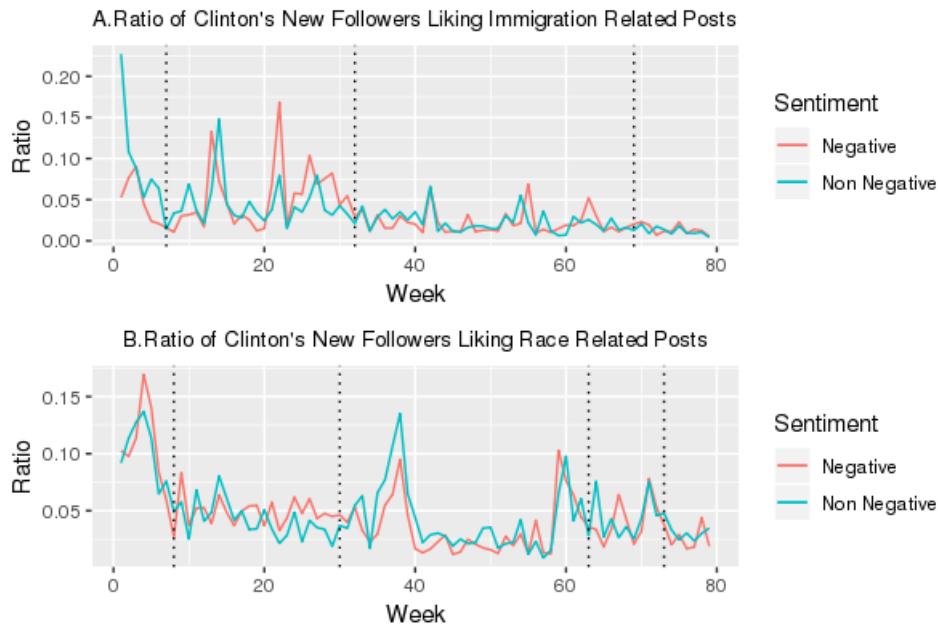 A.Ratio of Clinton's New Followers Liking Immigration Related Posts
0.20
0.15
0.10
0.05
0.00
Ratio
0 20 40 60 80
Week
Sentiment
Negative
Non Negative
B.Ratio of Clinton's New Followers Liking Race Related Posts
0.15
0.10
0.05
Ratio
0 20 40 60 80
Week
Sentiment
Negative
Non Negative